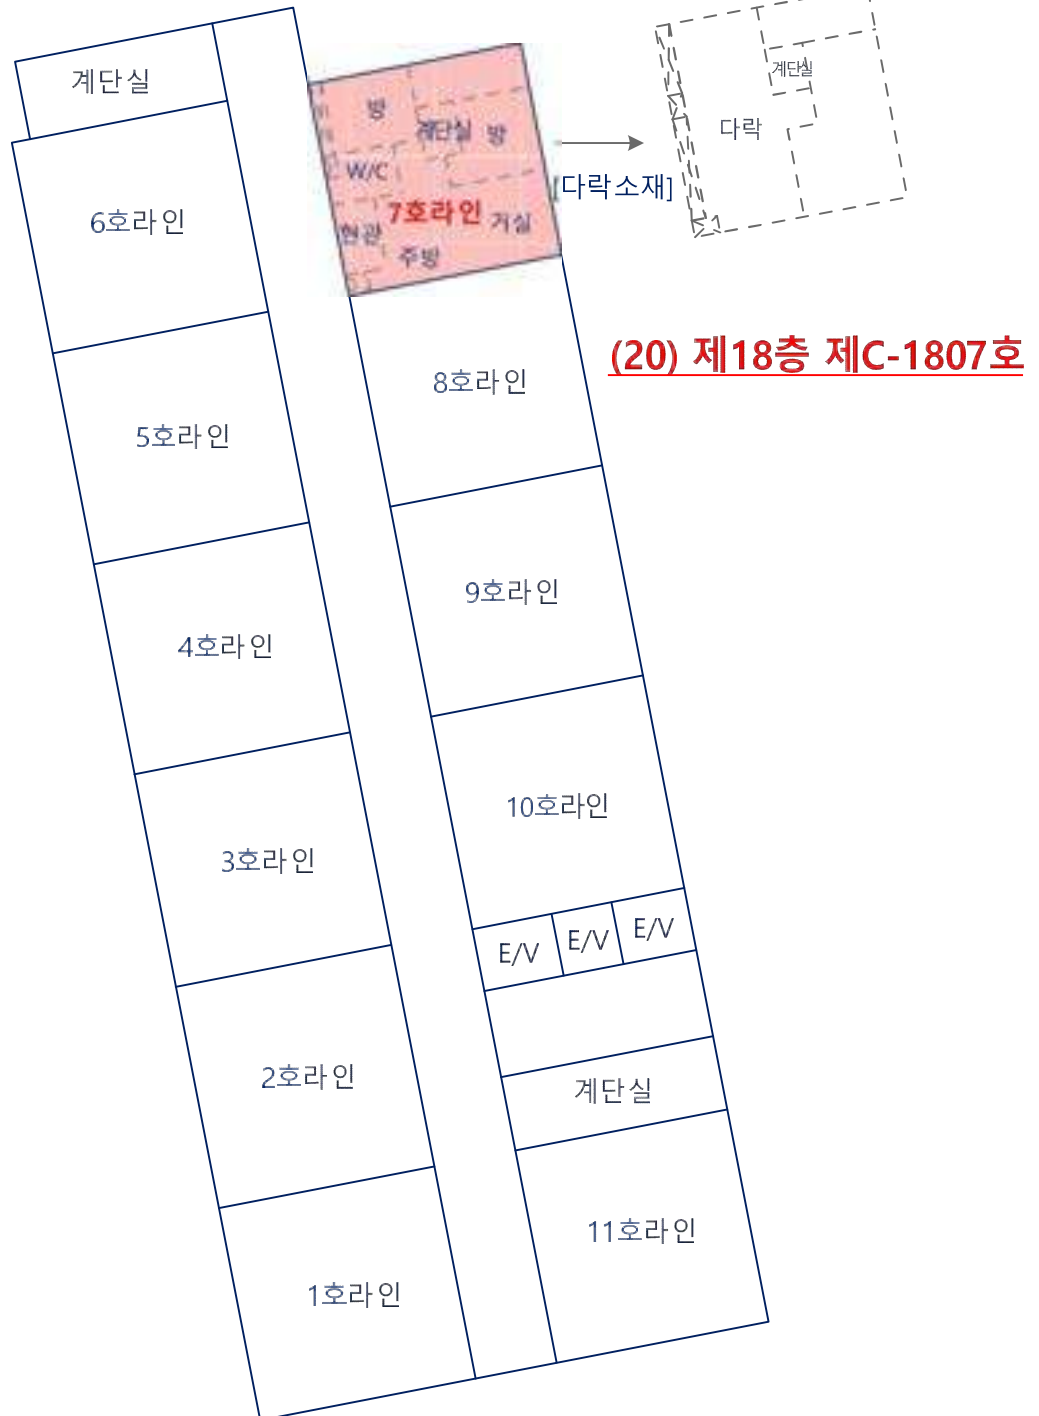 계단실
계단실
방
계단실 방
다락
W/C
[다락소재]
6호라인
7호라인
거실
현관
주방
(20) 제18층 제C-1807호
8호라인
5호라인
9호라인
4호라인
10호라인
3호라인
E/V
E/V
E/V
2호라인
계단실
11호라인
1호라인